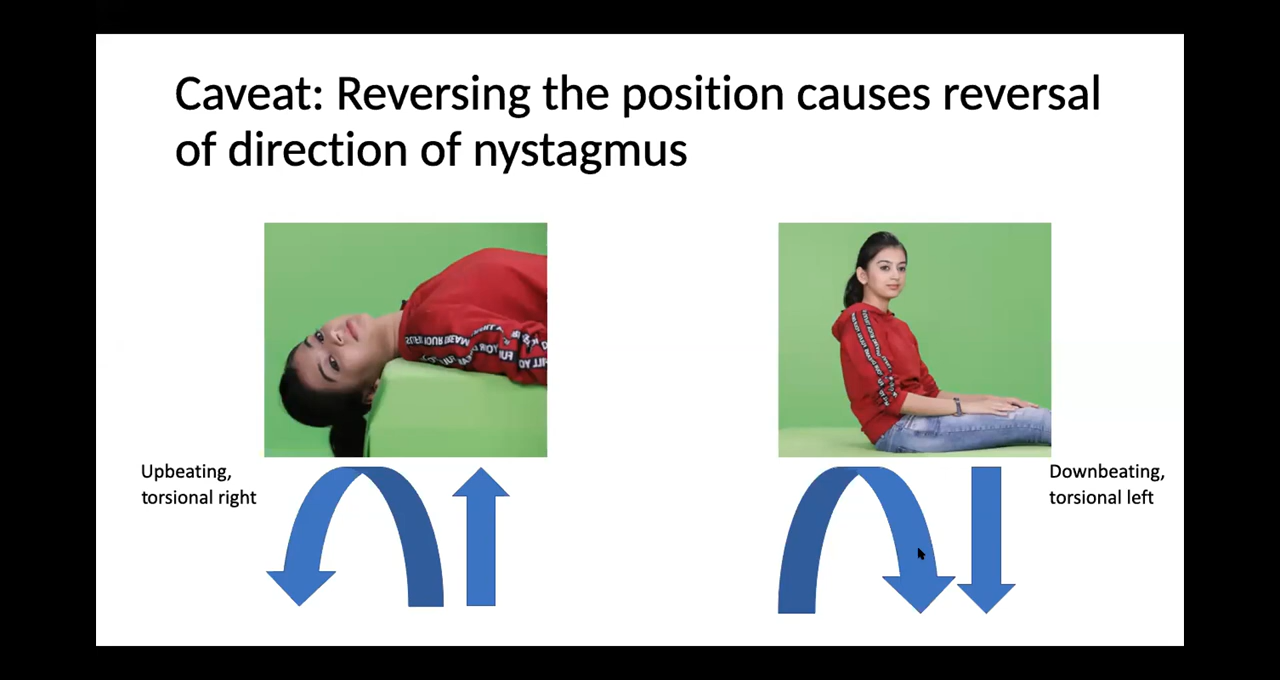 Caveat: Reversing the position causes reversal
of direction of nystagmus
Upbeating,
torsional right
Downbeating,
torsional left